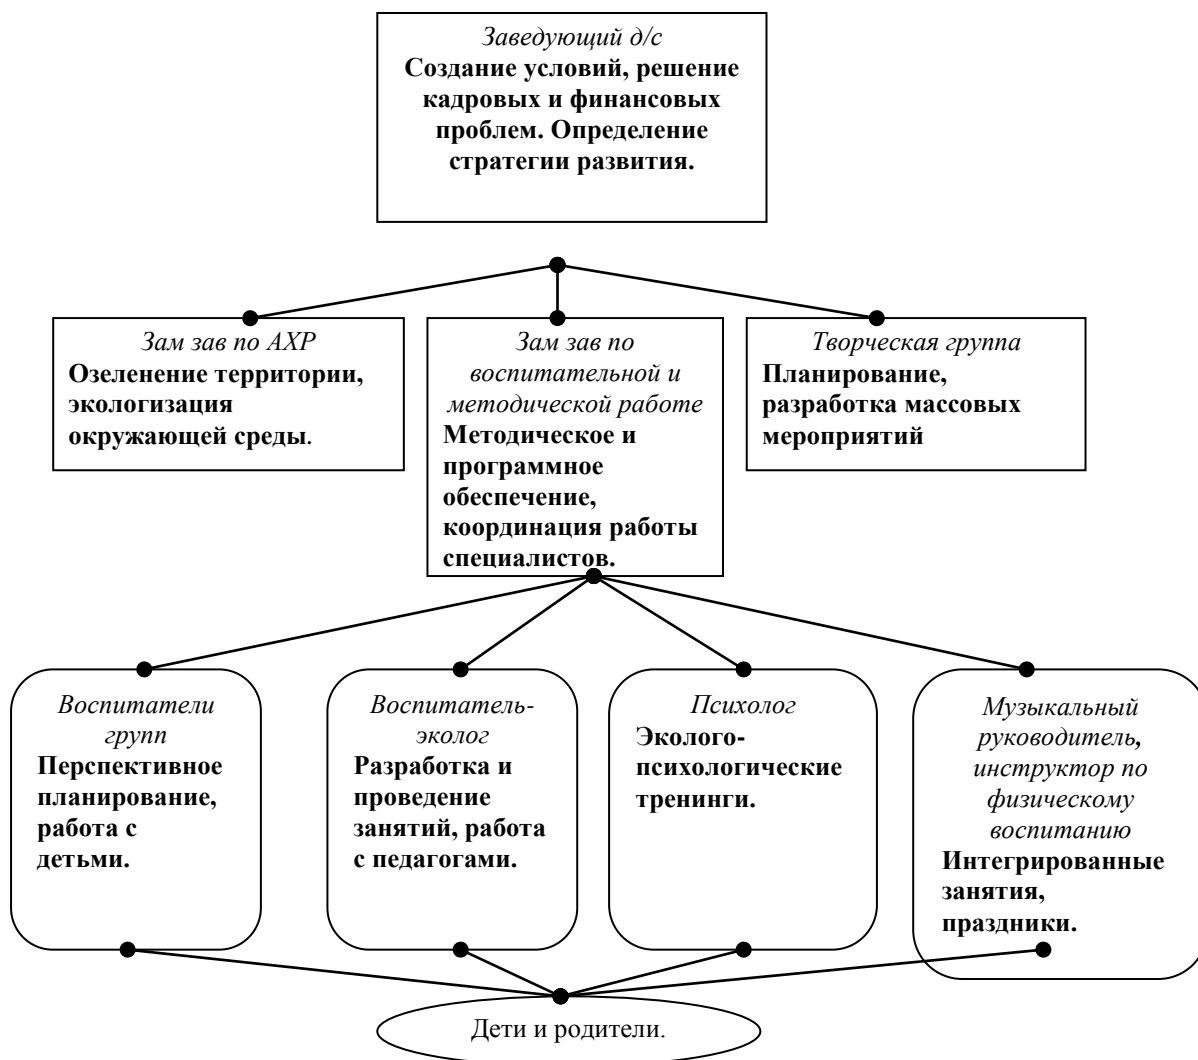 Заведующий д/с
Создание условий, решение
кадровых и финансовых
проблем. Определение
стратегии развития.
Зам зав по АХР
Озеленение территории,
экологизация
окружающей среды.
Зам зав по
воспитательной и
методической работе
Методическое и
программное
обеспечение,
координация работы
специалистов.
Творческая группа
Планирование,
разработка массовых
мероприятий
Воспитатели
групп
Перспективное
планирование,
работа с
детьми.
Воспитатель-
эколог
Разработка и
проведение
занятий, работа
с педагогами.
Психолог
Эколого-
психологические
тренинги.
Музыкальный
руководитель,
инструктор по
физическому
воспитанию
Интегрированные
занятия,
праздники.
Дети и родители.